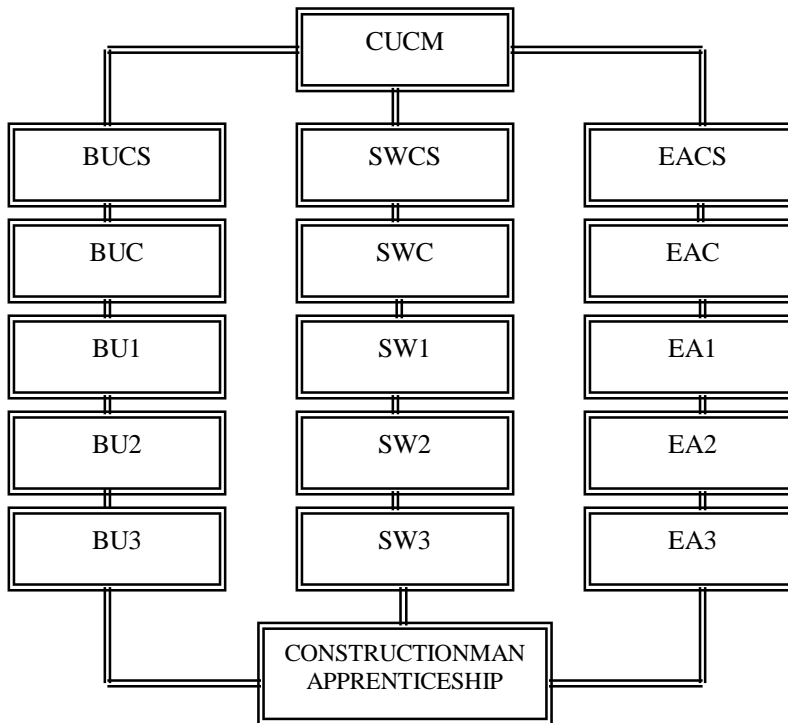 CUCM
BUCS
SWCS
EACS
BUC
SWC
EAC
BU1
SW1
EA1
BU2
SW2
EA2
BU3
SW3
EA3
CONSTRUCTIONMAN
APPRENTICESHIP